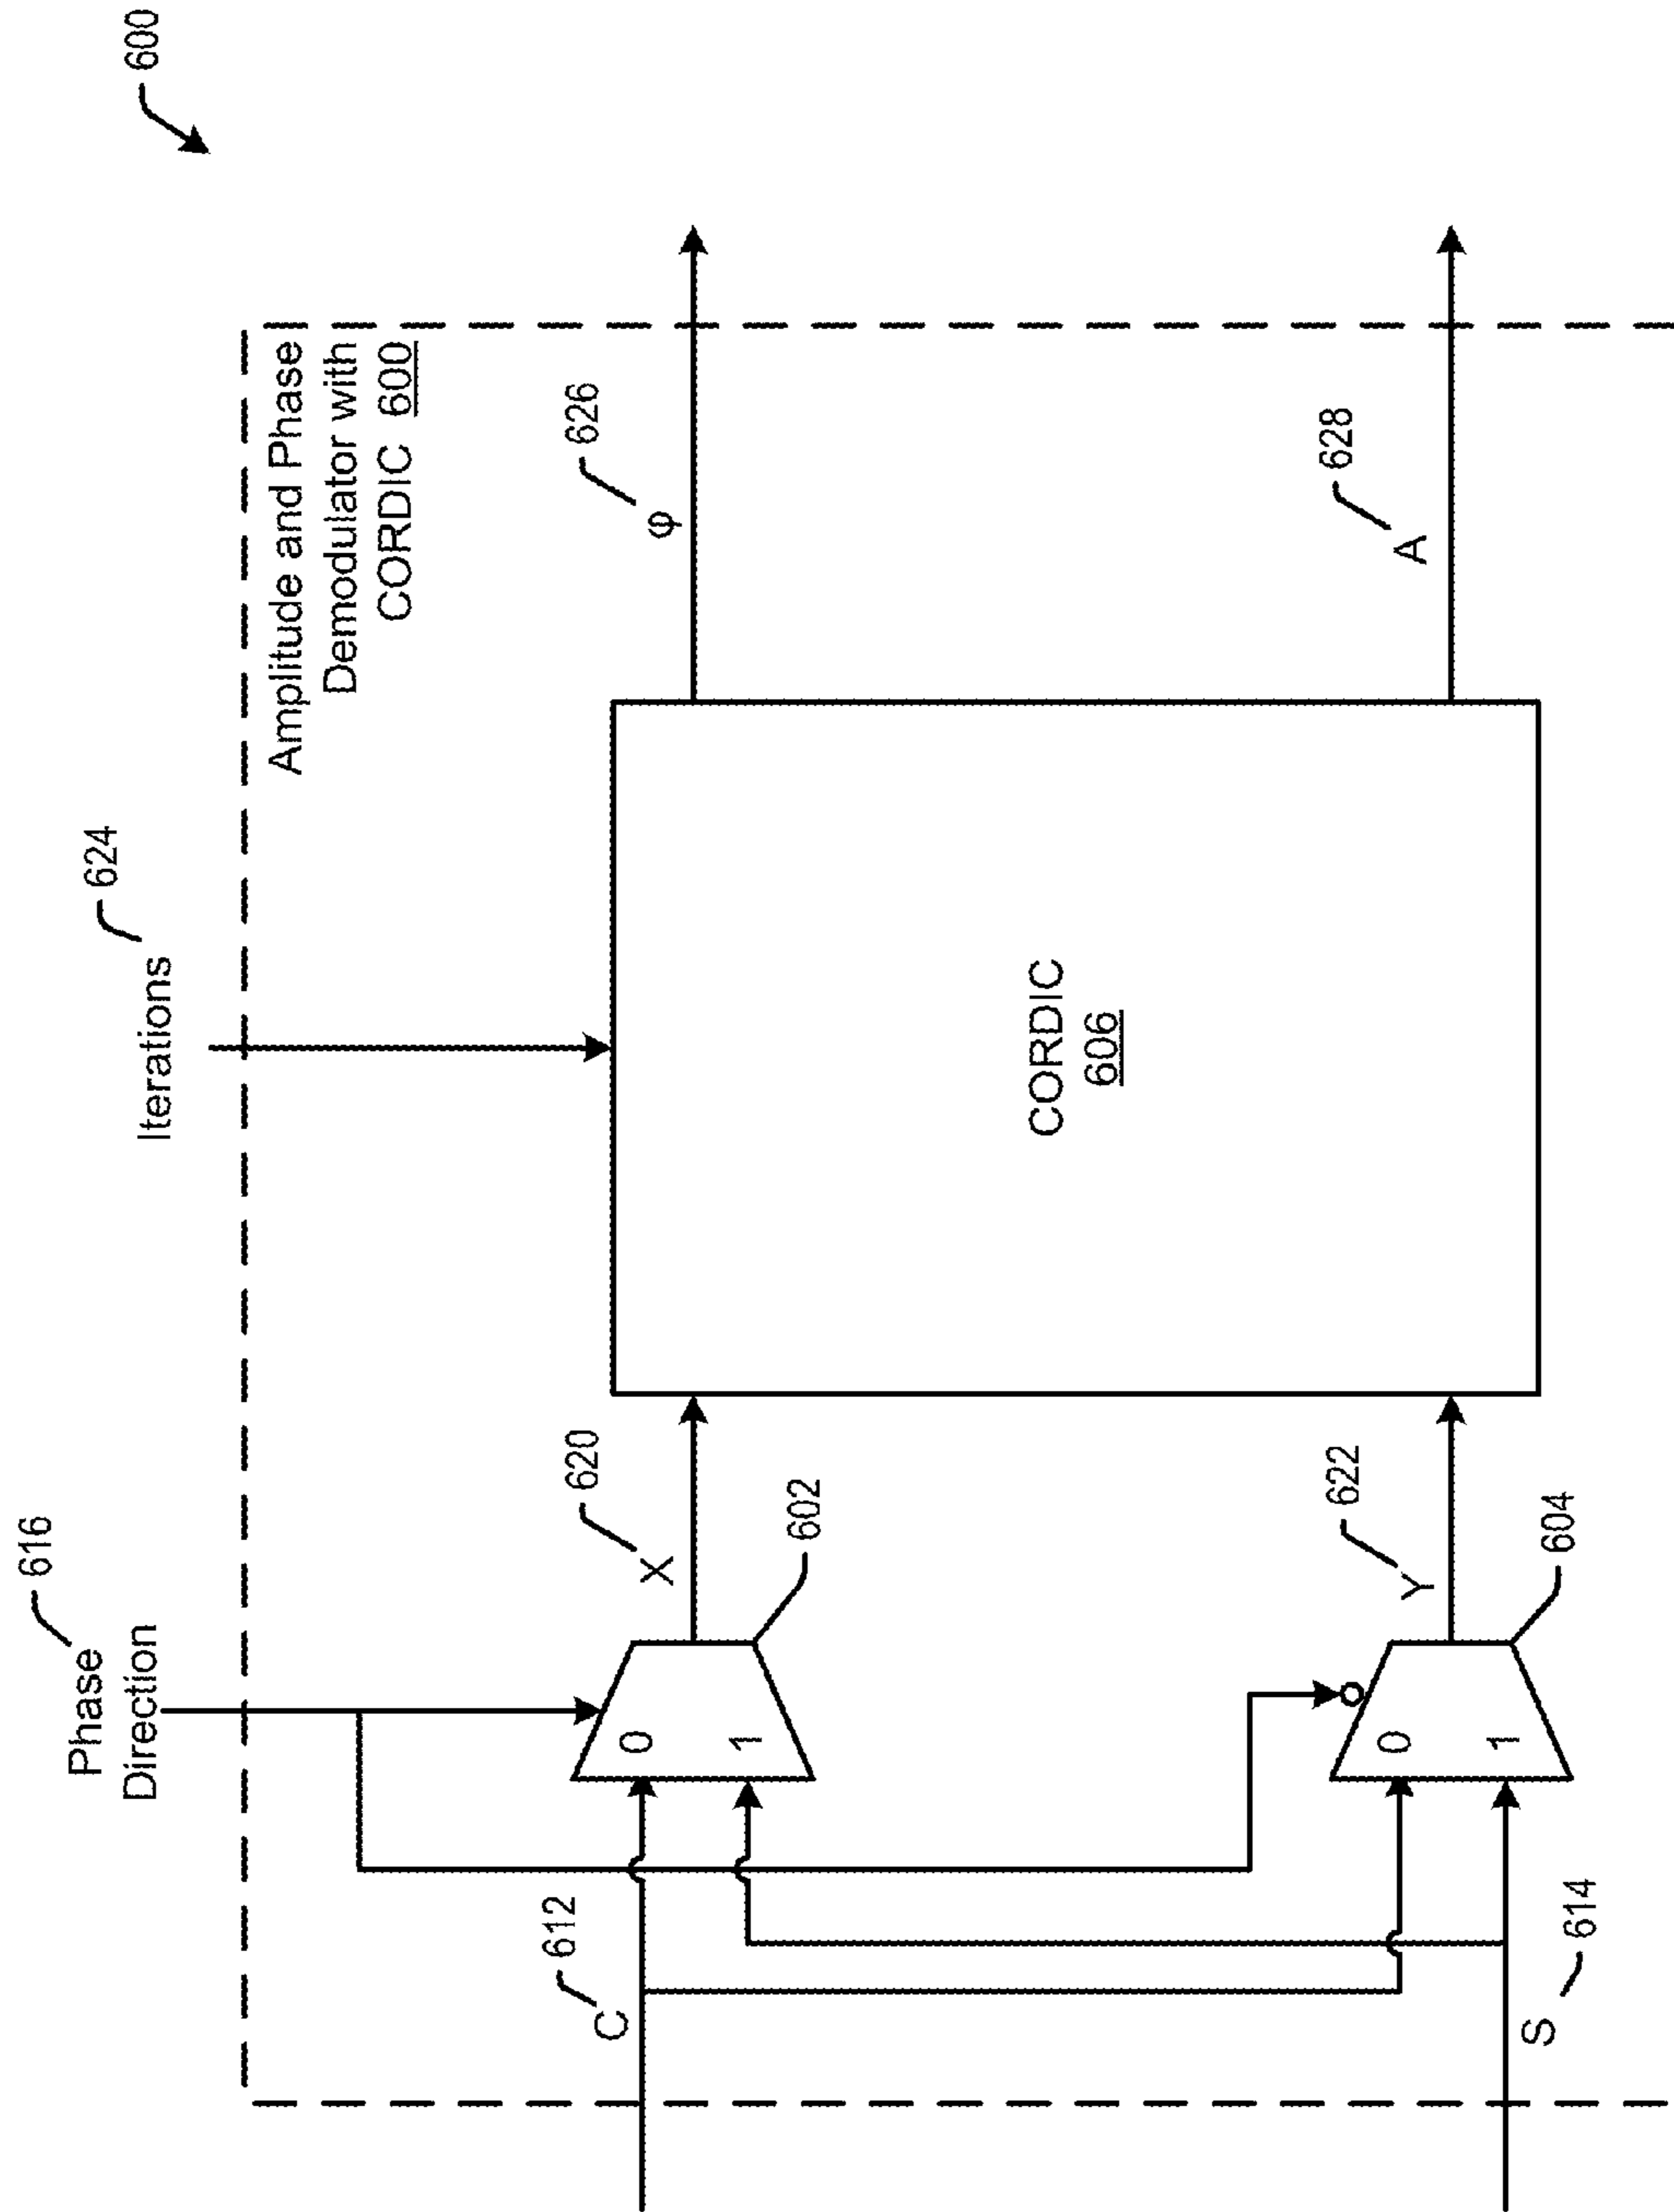 600
616
Phase
Direction
624
Iterations
Amplitude and Phase
Demodulator with
CORDIC 600
612
C
0
1
X
620
602
626
φ
CORDIC
606
S
614
0
1
Y
622
604
628
A